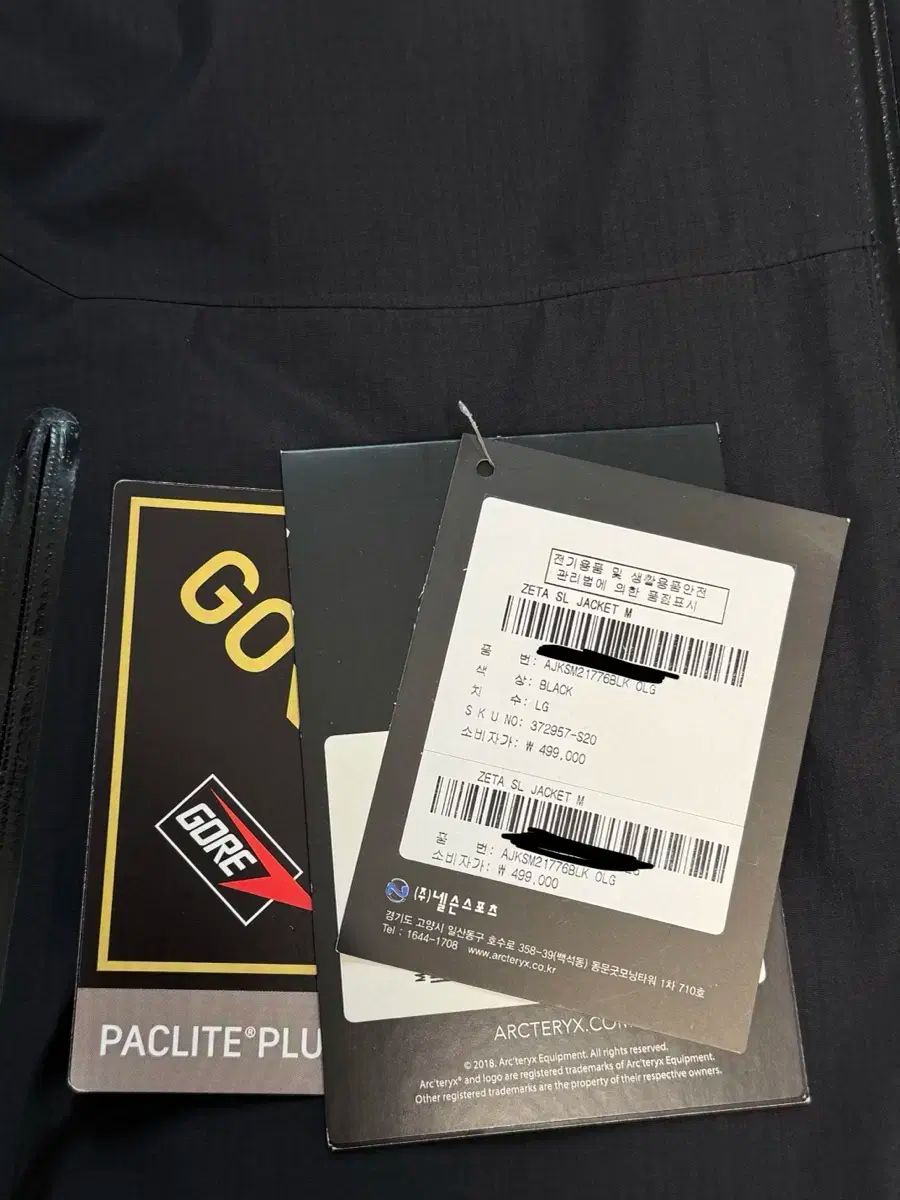 전기용품 및 생활용품안전
관리법에 의한 품질표시
ZETA SL JACKET M
품 번: AJKSM21776BLK OLG
색 상: BLACK
치 수: LG
SKU NO: 372957-S20
소비자가: ₩ 499,000
ZETA SL JACKET M
품 번: AJKSM21776BLK OLG
소비자가: ₩ 499,000
(주)넬슨스포츠
경기도 고양시 일산동구 호수로 358-39(백석동) 동문굿모닝타워 1차 710호
Tel : 1644-1708 www.arcteryx.co.kr
GO
GORE
PACLITE®PLU
ARCTERYX.COM
© 2018. Arc'teryx Equipment. All rights reserved.
Arc'teryx® and logo are registered trademarks of Arc'teryx Equipment.
Other registered trademarks are the property of their respective owners.